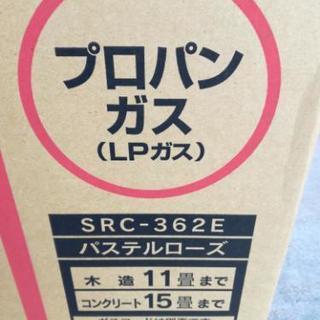 プロパン
ガス
(LPガス)
SRC-362E
パステルローズ
木造 11畳まで
コンクリート 15畳まで